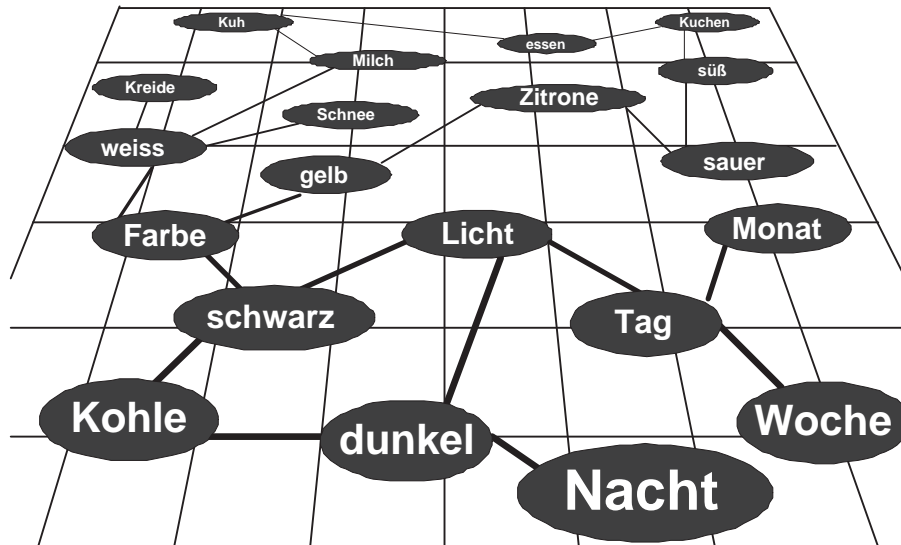 Kuh
Kuchen
essen
Milch
süß
Kreide
Zitrone
Schnee
weiss
sauer
gelb
Farbe
Licht
Monat
schwarz
Tag
Kohle
dunkel
Woche
Nacht